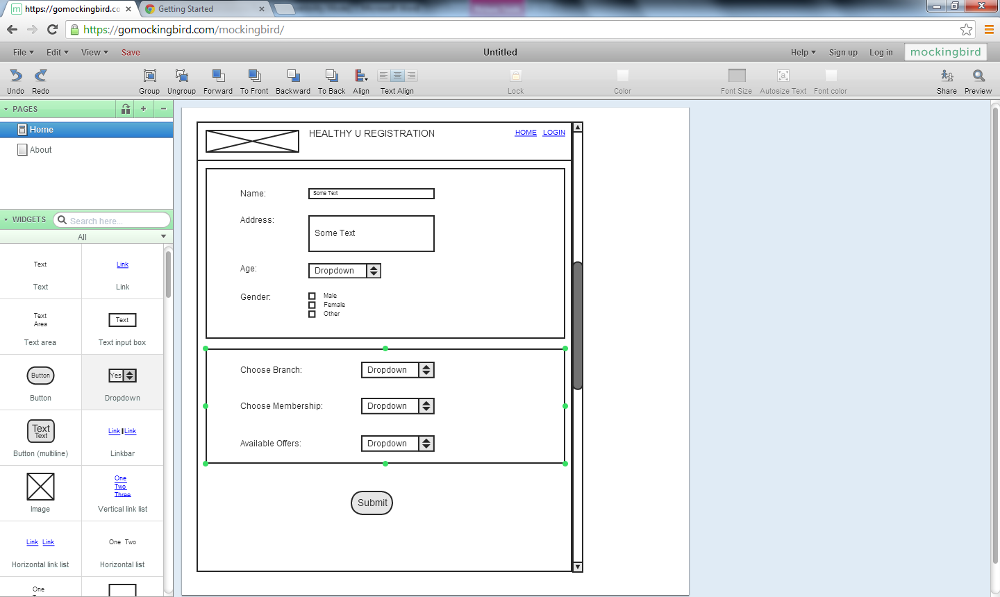 https://gomockingbird.co
Getting Started
https://gomockingbird.com/mockingbird/
File Edit View Save
Untitled
Help Sign up Log in mockingbird
Undo Redo Group Ungroup Forward To Front Backward To Back Align Text Align Lock Color Font Size Autosize Text Font color Share Preview
PAGES
Home
About
WIDGETS Search here...
All
Text Link
Text Link
Text
Area
Text
Text area Text input box
Button Yes
Button Dropdown
Text
Text
Link Link
Button (multiline) Linkbar
One
Two
Three
Image Vertical link list
Link Link One Two
Horizontal link list Horizontal list
One
HEALTHY U REGISTRATION HOME LOGIN
Name: Some Text
Address: Some Text
Age: Dropdown
Gender: Male
Female
Other
Choose Branch: Dropdown
Choose Membership: Dropdown
Available Offers: Dropdown
Submit